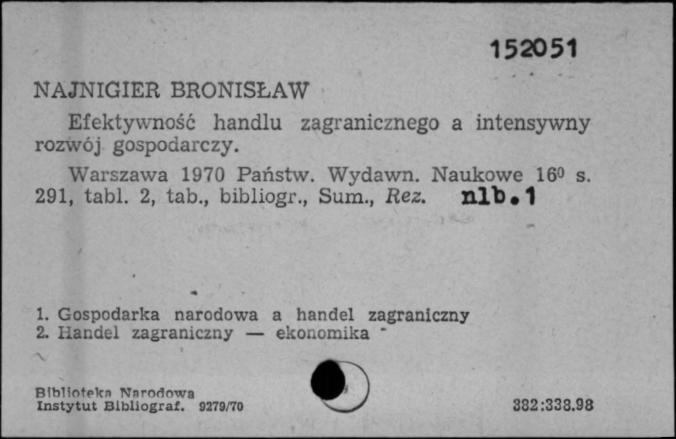 152051
NAJNIGIER BRONISŁAW
Efektywność handlu zagranicznego a intensywny
rozwój gospodarczy.
Warszawa 1970 Państw. Wydawn. Naukowe 16⁰ s.
291, tabl. 2, tab., bibliogr., Sum., Rez. nlb.1
1. Gospodarka narodowa a handel zagraniczny
2. Handel zagraniczny — ekonomika
Biblioteka Narodowa
Instytut Bibliograf. 9279/70
382:338.98